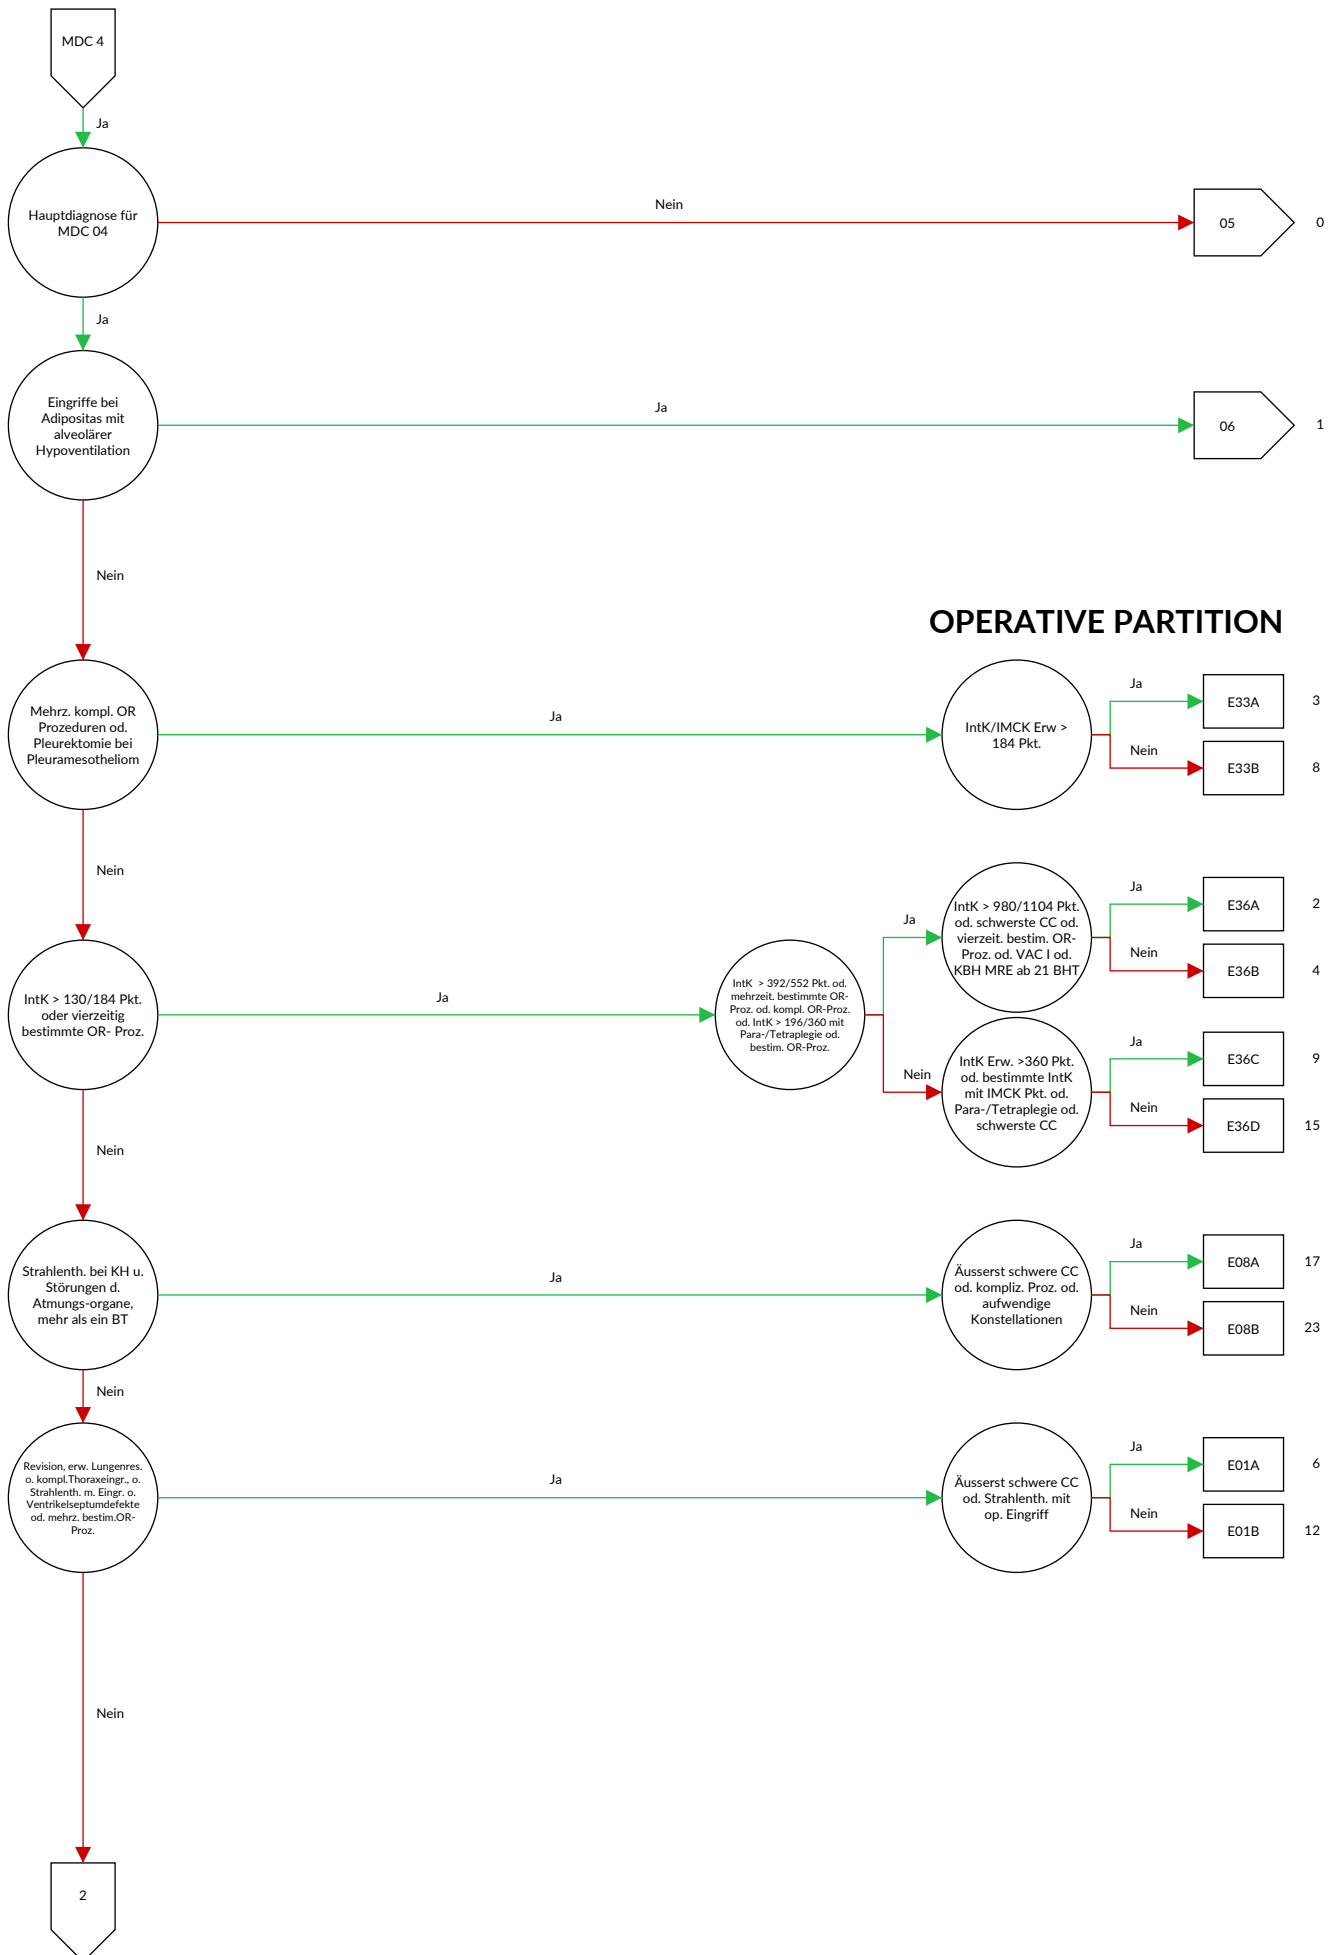 MDC 4
Ja
Hauptdiagnose für
MDC 04
Nein
05
0
Ja
Eingriffe bei
Adipositas mit
alveolärer
Hypoventilation
Ja
06
1
Nein
OPERATIVE PARTITION
Mehrz. kompl. OR
Prozeduren od.
Pleurektomie bei
Pleuramesotheliom
Ja
IntK/IMCK Erw >
184 Pkt.
Ja
E33A
3
Nein
E33B
8
Nein
IntK > 130/184 Pkt.
oder vierzeitig
bestimmte OR- Proz.
Ja
IntK  > 392/552 Pkt. od.
mehrzeit. bestimmte OR-
Proz. od. kompl. OR-Proz.
od. IntK > 196/360 mit
Para-/Tetraplegie od.
bestim. OR-Proz.
Ja
IntK > 980/1104 Pkt.
od. schwerste CC od.
vierzeit. bestim. OR-
Proz. od. VAC I od.
KBH MRE ab 21 BHT
Ja
E36A
2
Nein
E36B
4
Nein
IntK Erw. >360 Pkt.
od. bestimmte IntK
mit IMCK Pkt. od.
Para-/Tetraplegie od.
schwerste CC
Ja
E36C
9
Nein
E36D
15
Nein
Strahlenth. bei KH u.
Störungen d.
Atmungs-organe,
mehr als ein BT
Ja
Äusserst schwere CC
od. kompliz. Proz. od.
aufwendige
Konstellationen
Ja
E08A
17
Nein
E08B
23
Nein
Revision, erw. Lungenres.
o. kompl.Thoraxeingr., o.
Strahlenth. m. Eingr. o.
Ventrikelseptumdefekte
od. mehrz. bestim.OR-
Proz.
Ja
Äusserst schwere CC
od. Strahlenth. mit
op. Eingriff
Ja
E01A
6
Nein
E01B
12
Nein
2